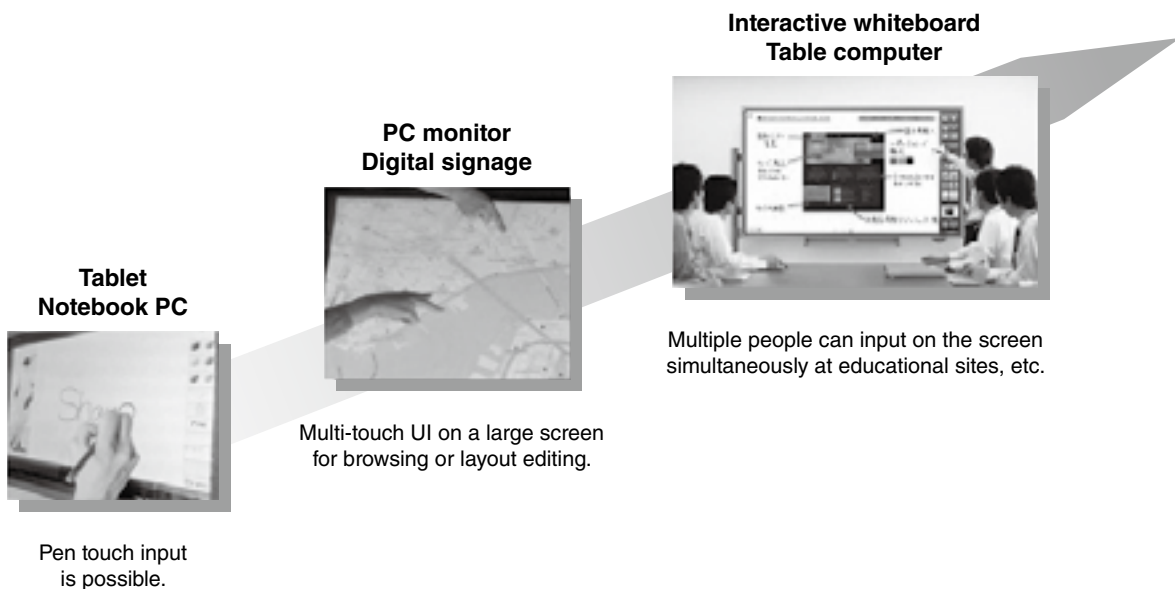 Interactive whiteboard
Table computer
PC monitor
Digital signage
Tablet
Notebook PC
Multiple people can input on the screen
simultaneously at educational sites, etc.
Multi-touch UI on a large screen
for browsing or layout editing.
Pen touch input
is possible.